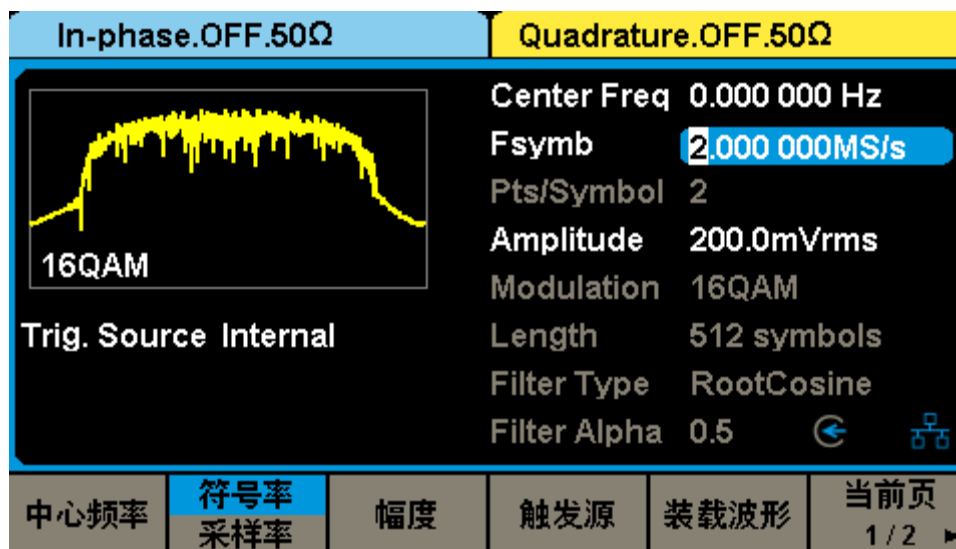 In-phase.OFF.50Ω
Quadrature.OFF.50Ω
16QAM
Trig. Source Internal
Center Freq 0.000 000 Hz
Fsymb 2.000 000MS/s
Pts/Symbol 2
Amplitude 200.0mVrms
Modulation 16QAM
Length 512 symbols
Filter Type RootCosine
Filter Alpha 0.5
中心频率
符号率
采样率
幅度
触发源
装载波形
当前页
1/2